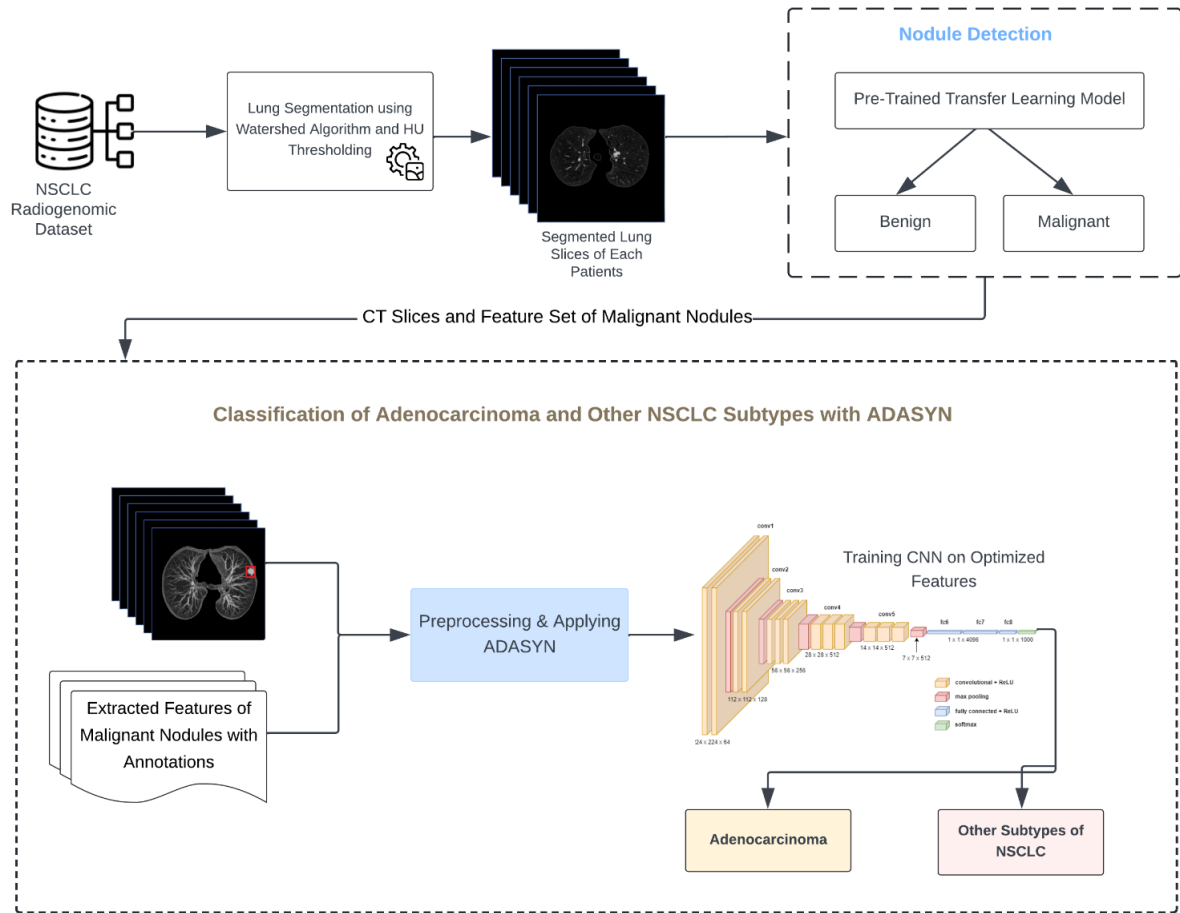 Nodule Detection
Pre-Trained Transfer Learning Model
Benign
Malignant
Lung Segmentation using
Watershed Algorithm and HU
Thresholding
NSCLC
Radiogenomic
Dataset
Segmented Lung
Slices of Each
Patients
CT Slices and Feature Set of Malignant Nodules
Classification of Adenocarcinoma and Other NSCLC Subtypes with ADASYN
Extracted Features of
Malignant Nodules with
Annotations
Preprocessing & Applying
ADASYN
Training CNN on Optimized
Features
conv1
conv2
conv3
conv4
conv5
fc6
fc7
fc8
1 x 1 x 4096
1 x 1 x 1000
7 x 7 x 512
14 x 14 x 512
28 x 28 x 512
56 x 56 x 256
112 x 112 x 128
24 x 224 x 64
convolutional + ReLU
max pooling
fully connected + ReLU
softmax
Adenocarcinoma
Other Subtypes of
NSCLC